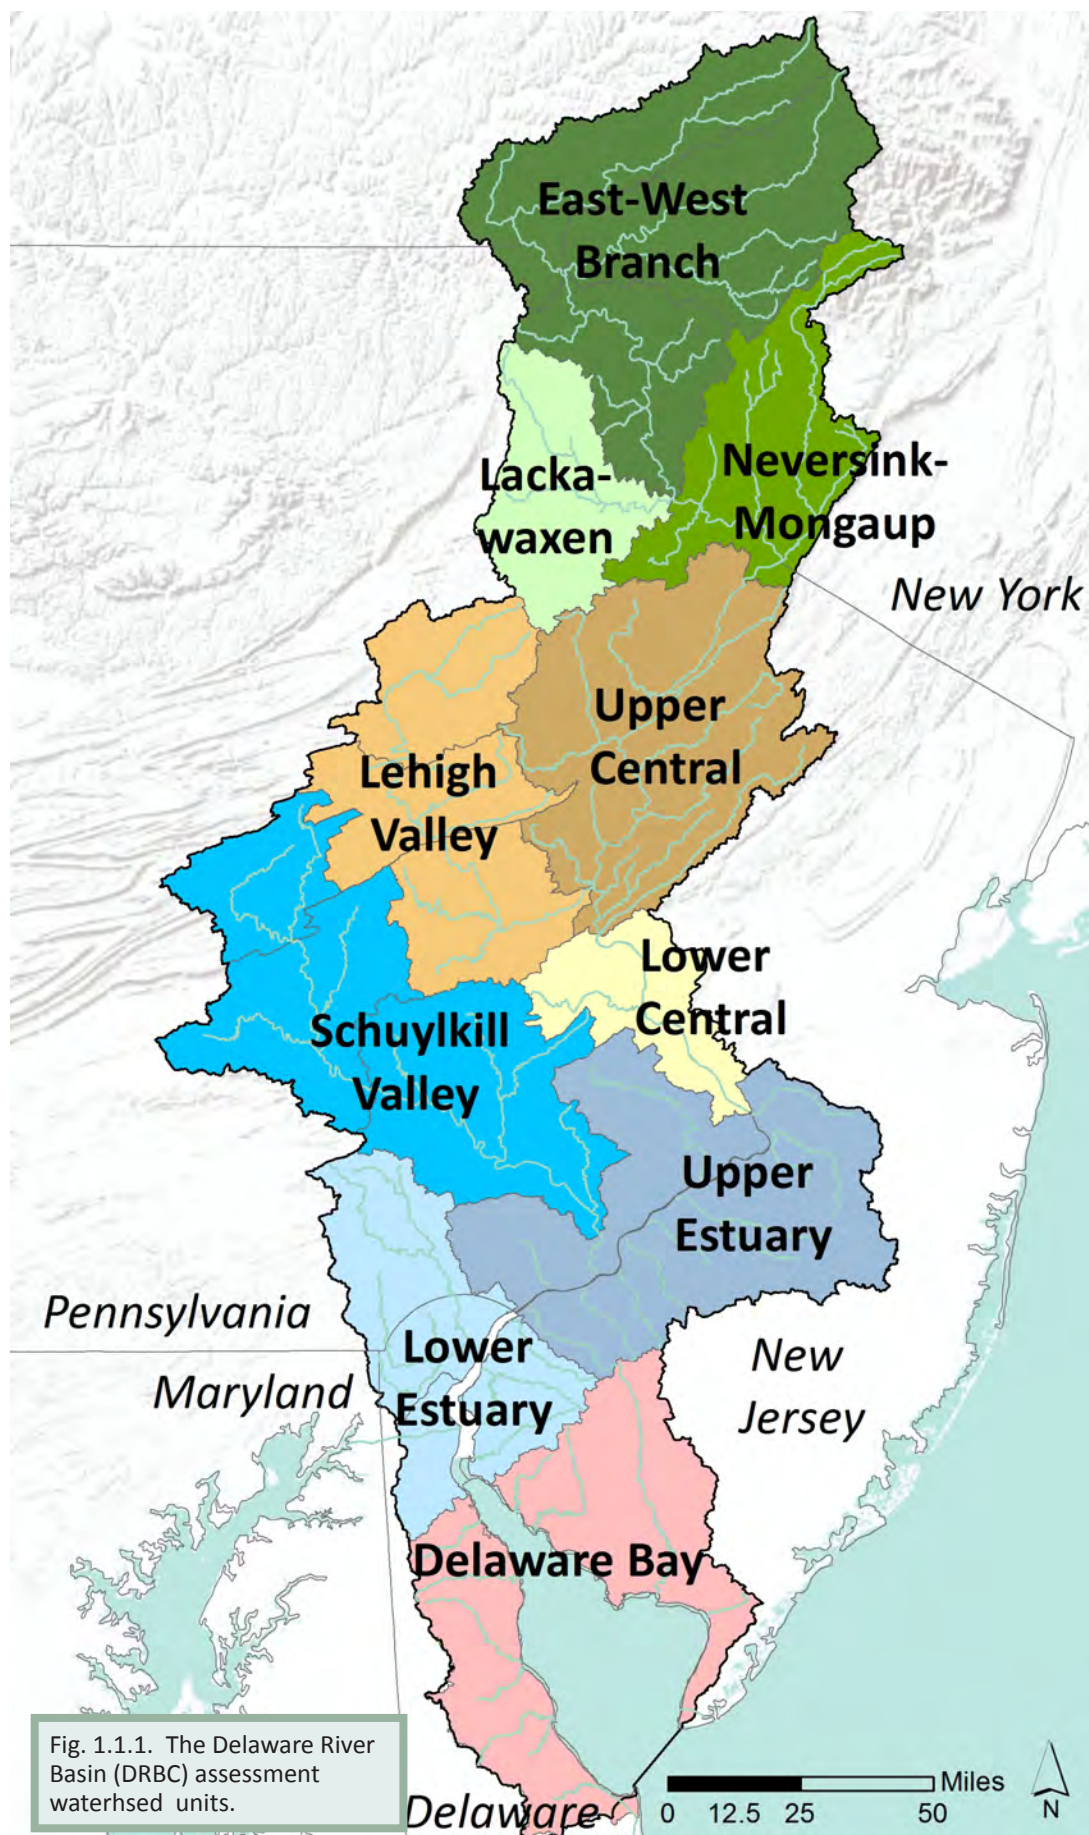 East-West
Branch
Neversink-
Mongaup
Lacka-
waxen
New York
Upper
Central
Lehigh
Valley
Lower
Central
Schuylkill
Valley
Upper
Estuary
Pennsylvania
Maryland
Lower
Estuary
New
Jersey
Delaware Bay
Fig. 1.1.1. The Delaware River
Basin (DRBC) assessment
waterhsed units.
Delaware
Miles
0 12.5 25 50
N